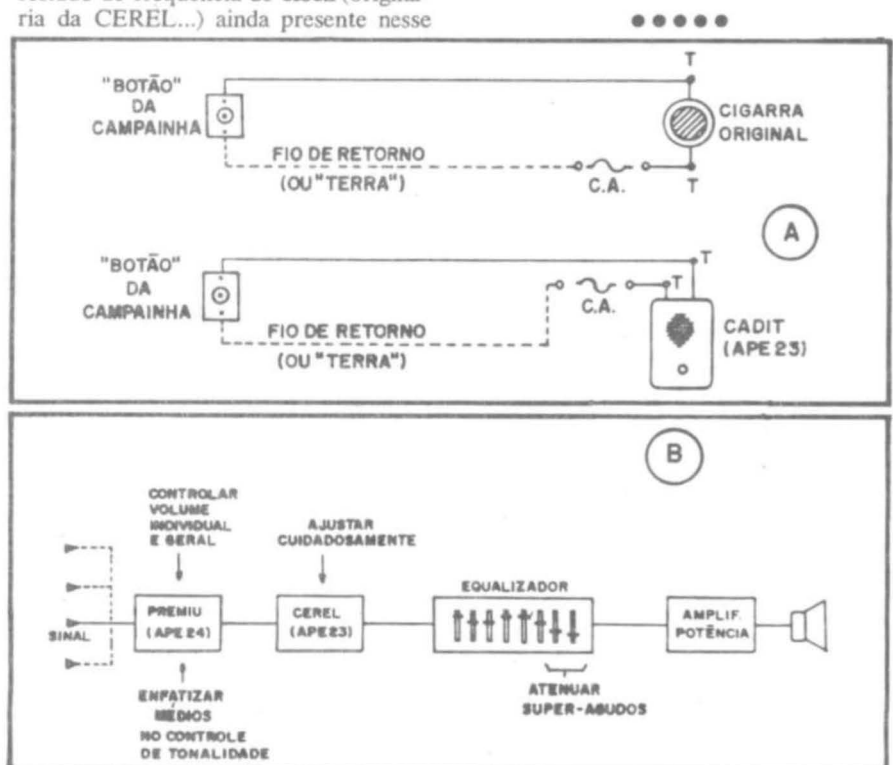 ria da CEREL...) ainda presente nesse
T
"BOTÃO"
DA
CAMPAINHA
CIGARRA
ORIGINAL
FIO DE RETORNO
(OU "TERRA")
C.A.
T
A
"BOTÃO"
DA
CAMPAINHA
T
T
C.A.
FIO DE RETORNO
(OU "TERRA")
CADIT
(APE 23)
B
CONTROLAR
VOLUME
INDIVIDUAL
E GERAL
AJUSTAR
CUIDADOSAMENTE
EQUALIZADOR
SINAL
PREMIU
(APE 24)
CEREL
(APE 23)
AMPLIF.
POTÊNCIA
ENFATIZAR
MÉDIOS
NO CONTROLE
DE TONALIDADE
ATENUAR
SUPER-AGUDOS